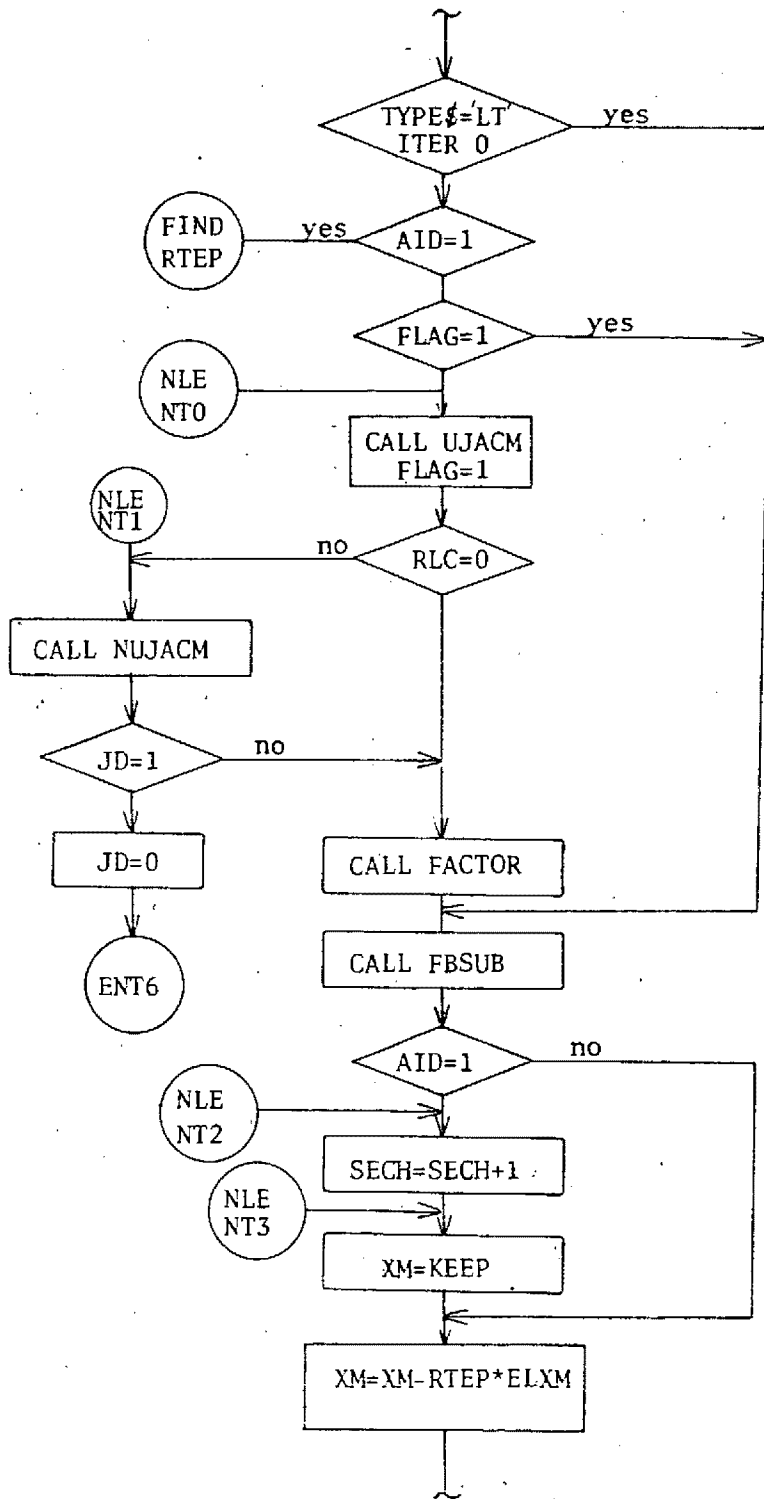 TYPE$='LT'
ITER 0
yes
FIND
RTEP
yes
AID=1
FLAG=1
yes
NLE
NT0
CALL UJACM
FLAG=1
NLE
NT1
no
RLC=0
CALL NUJACM
JD=1
no
JD=0
CALL FACTOR
ENT6
CALL FBSUB
AID=1
no
NLE
NT2
SECH=SECH+1
NLE
NT3
XM=KEEP
XM=XM-RTEP*ELXM